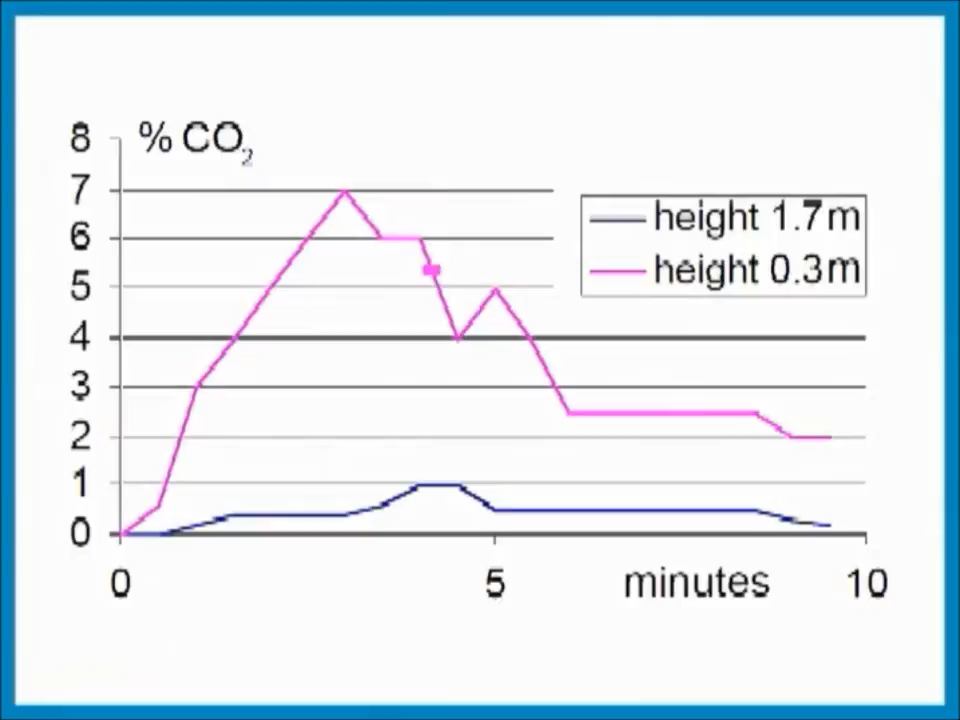 8 % CO₂
7
6
5
4
3
2
1
0
height 1.7m
height 0.3m
0 5 minutes 10